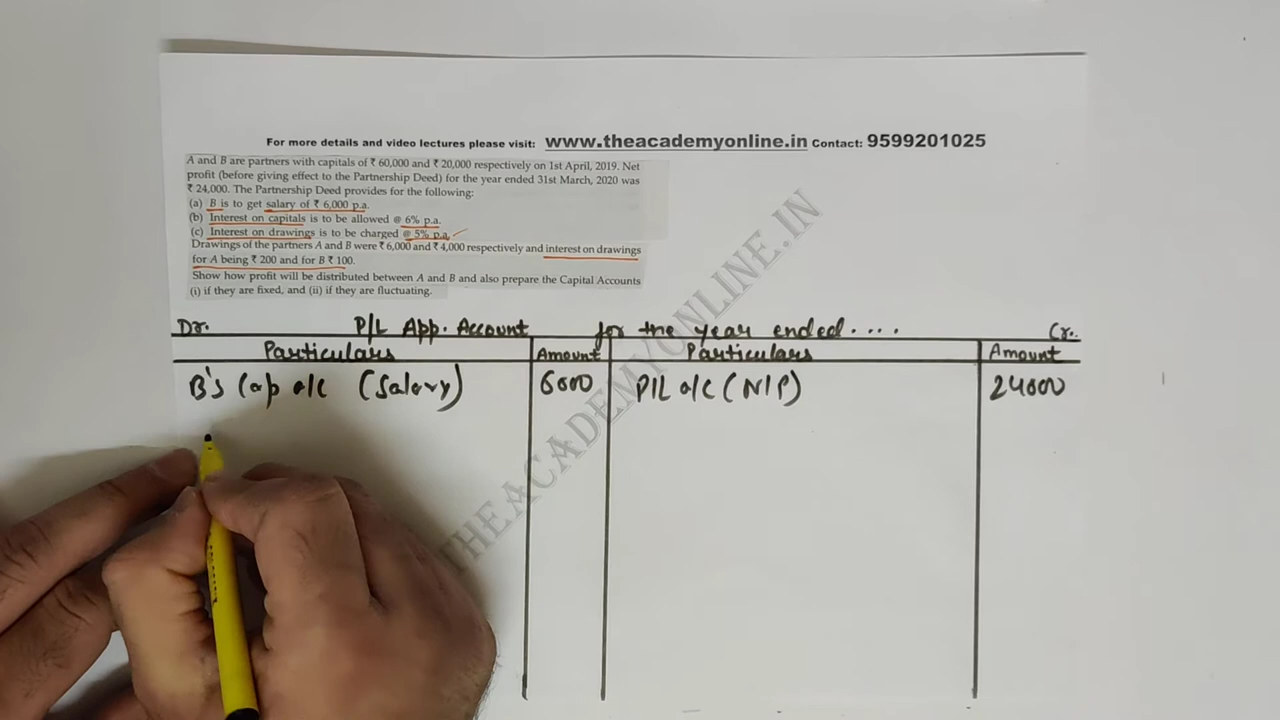 For more details and video lectures please visit: www.theacademyonline.in Contact: 9599201025
A and B are partners with capitals of ₹ 60,000 and ₹ 20,000 respectively on 1st April, 2019. Net
profit (before giving effect to the Partnership Deed) for the year ended 31st March, 2020 was
₹ 24,000. The Partnership Deed provides for the following:
(a) B is to get salary of ₹ 6,000 p.a.
(b) Interest on capitals is to be allowed @ 6% p.a.
(c) Interest on drawings is to be charged @ 5% p.a.
Drawings of the partners A and B were ₹ 6,000 and ₹ 4,000 respectively and interest on drawings
for A being ₹ 200 and for B ₹ 100.
Show how profit will be distributed between A and B and also prepare the Capital Accounts
(i) if they are fixed, and (ii) if they are fluctuating.
Dr. P/L App. Account for the year ended.... Cr.
Particulars Amount Particulars Amount
B's Cap a/c (Salary) 6000 P/L a/c (N/P) 24000
THEACADEMYONLINE.IN